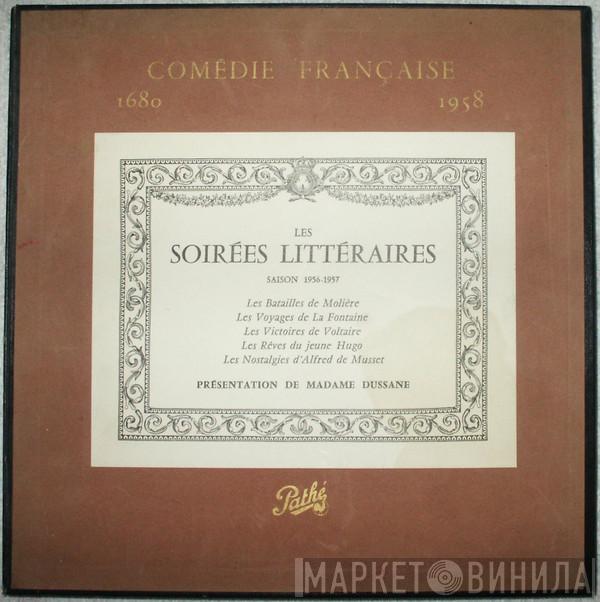 COMÉDIE FRANÇAISE
1680 1958
LES
SOIRÉES LITTÉRAIRES
SAISON 1956-1957
Les Batailles de Molière
Les Voyages de La Fontaine
Les Victoires de Voltaire
Les Rêves du jeune Hugo
Les Nostalgies d'Alfred de Musset
PRÉSENTATION DE MADAME DUSSANE
Pathé
МАРКЕТ ВИНИЛА